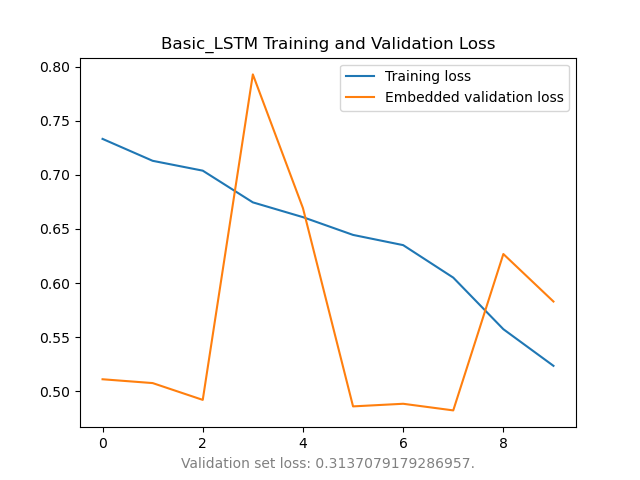 Basic_LSTM Training and Validation Loss
Training loss
Embedded validation loss
0.80
0.75
0.70
0.65
0.60
0.55
0.50
0 2 4 6 8
Validation set loss: 0.3137079179286957.